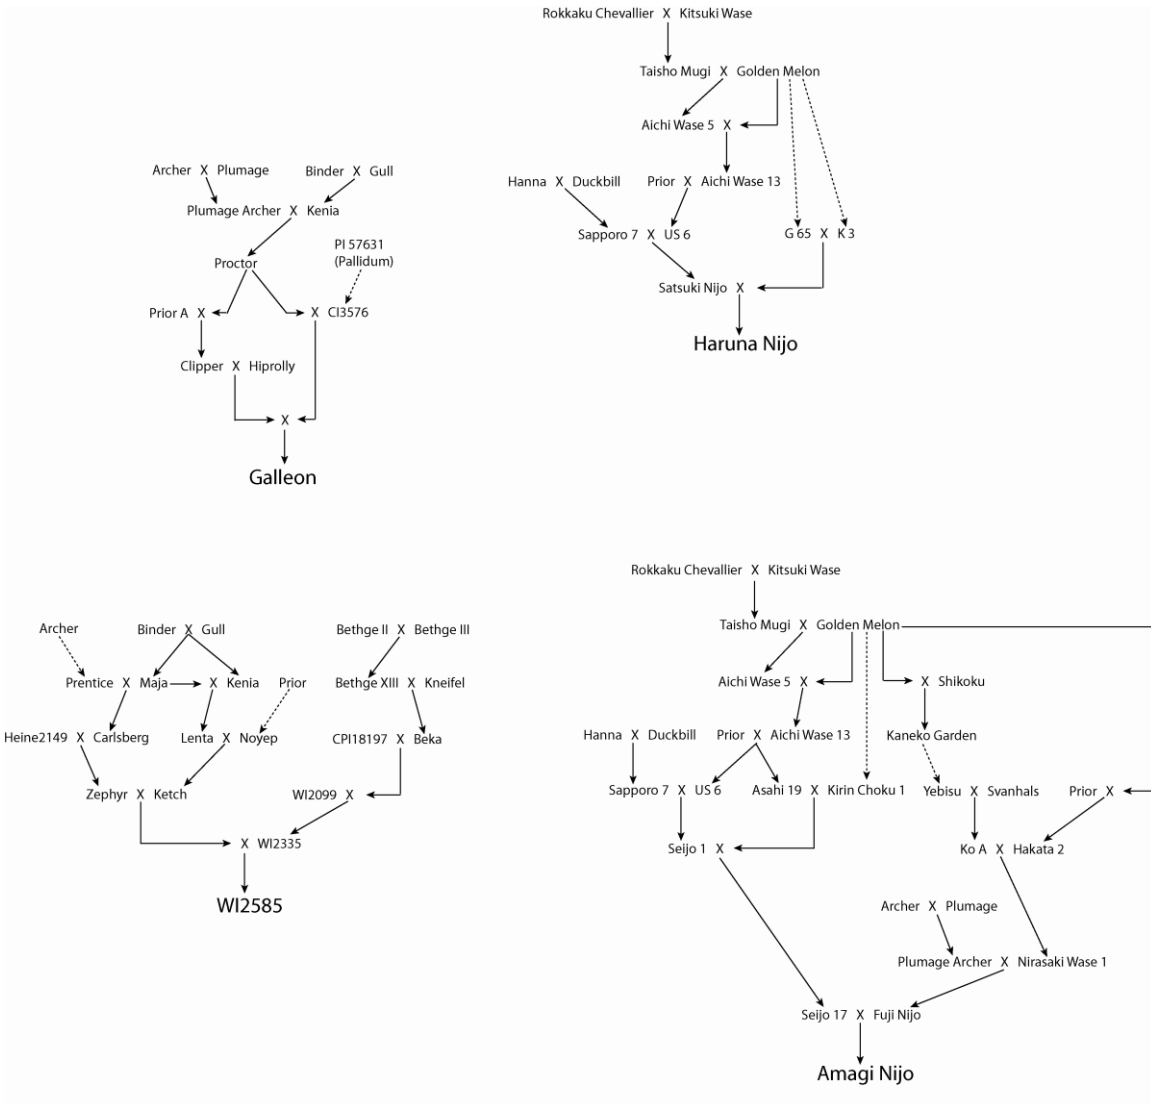 Rokkaku Chevallier X Kitsuki Wase
Taisho Mugi X Golden Melon
Aichi Wase 5 X
Hanna X Duckbill Prior X Aichi Wase 13
Sapporo 7 X US 6 G 65 X K 3
Satsuki Nijo X
Haruna Nijo
Archer X Plumage Binder X Gull
Plumage Archer X Kenia
PI 57631
(Pallidum)
Proctor
Prior A X X CI3576
Clipper X Hiprolly
X
Galleon
Archer Binder X Gull Bethge II X Bethge III
Prentice X Maja X Kenia Prior Bethge XIII X Kneifel
Heine2149 X Carlsberg Lenta X Noyep CPI18197 X Beka
Zephyr X Ketch WI2099 X
X WI2335
WI2585
Rokkaku Chevallier X Kitsuki Wase
Taisho Mugi X Golden Melon
Aichi Wase 5 X X Shikoku
Hanna X Duckbill Prior X Aichi Wase 13 Kaneko Garden
Sapporo 7 X US 6 Asahi 19 X Kirin Choku 1 Yebisu X Svanhals Prior X
Seijo 1 X Ko A X Hakata 2
Archer X Plumage
Plumage Archer X Nirasaki Wase 1
Seijo 17 X Fuji Nijo
Amagi Nijo